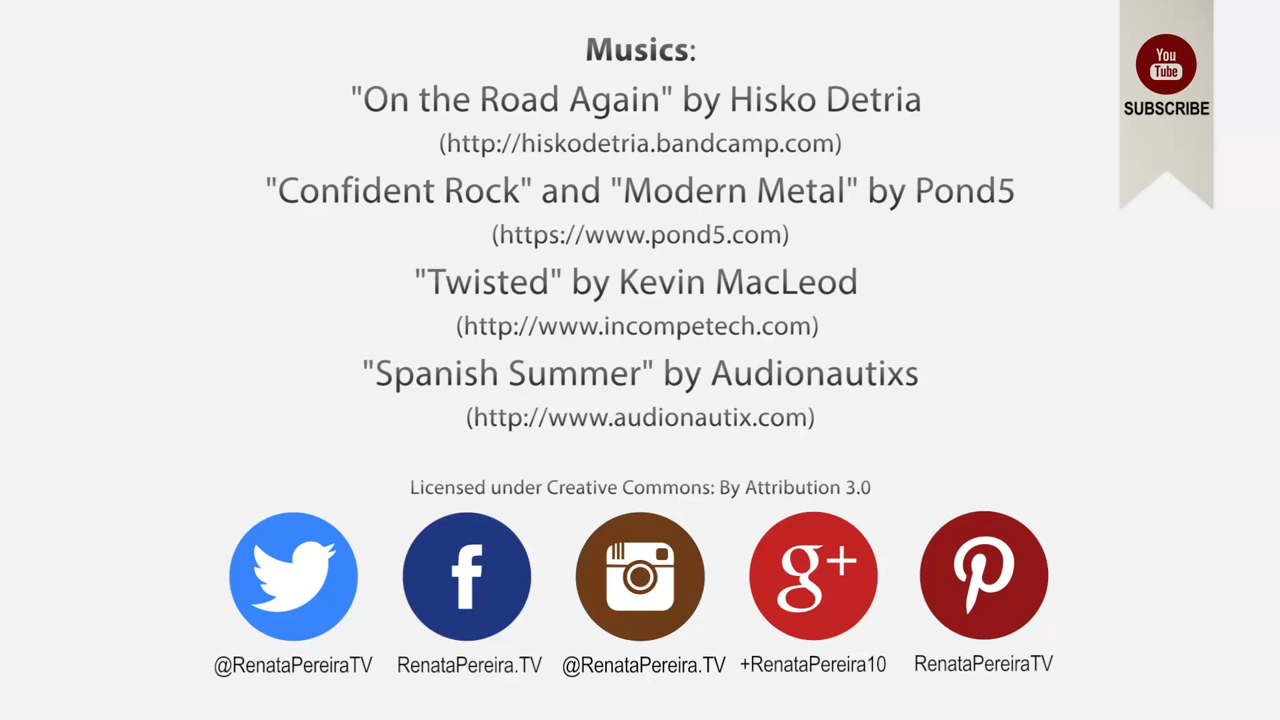 Musics:
"On the Road Again" by Hisko Detria
(http://hiskodetria.bandcamp.com)
"Confident Rock" and "Modern Metal" by Pond5
(https://www.pond5.com)
"Twisted" by Kevin MacLeod
(http://www.incompetech.com)
"Spanish Summer" by Audionautixs
(http://www.audionautix.com)
Licensed under Creative Commons: By Attribution 3.0
You
Tube
SUBSCRIBE
f
g+
@RenataPereiraTV
RenataPereira.TV
@RenataPereira.TV
+RenataPereira10
RenataPereiraTV